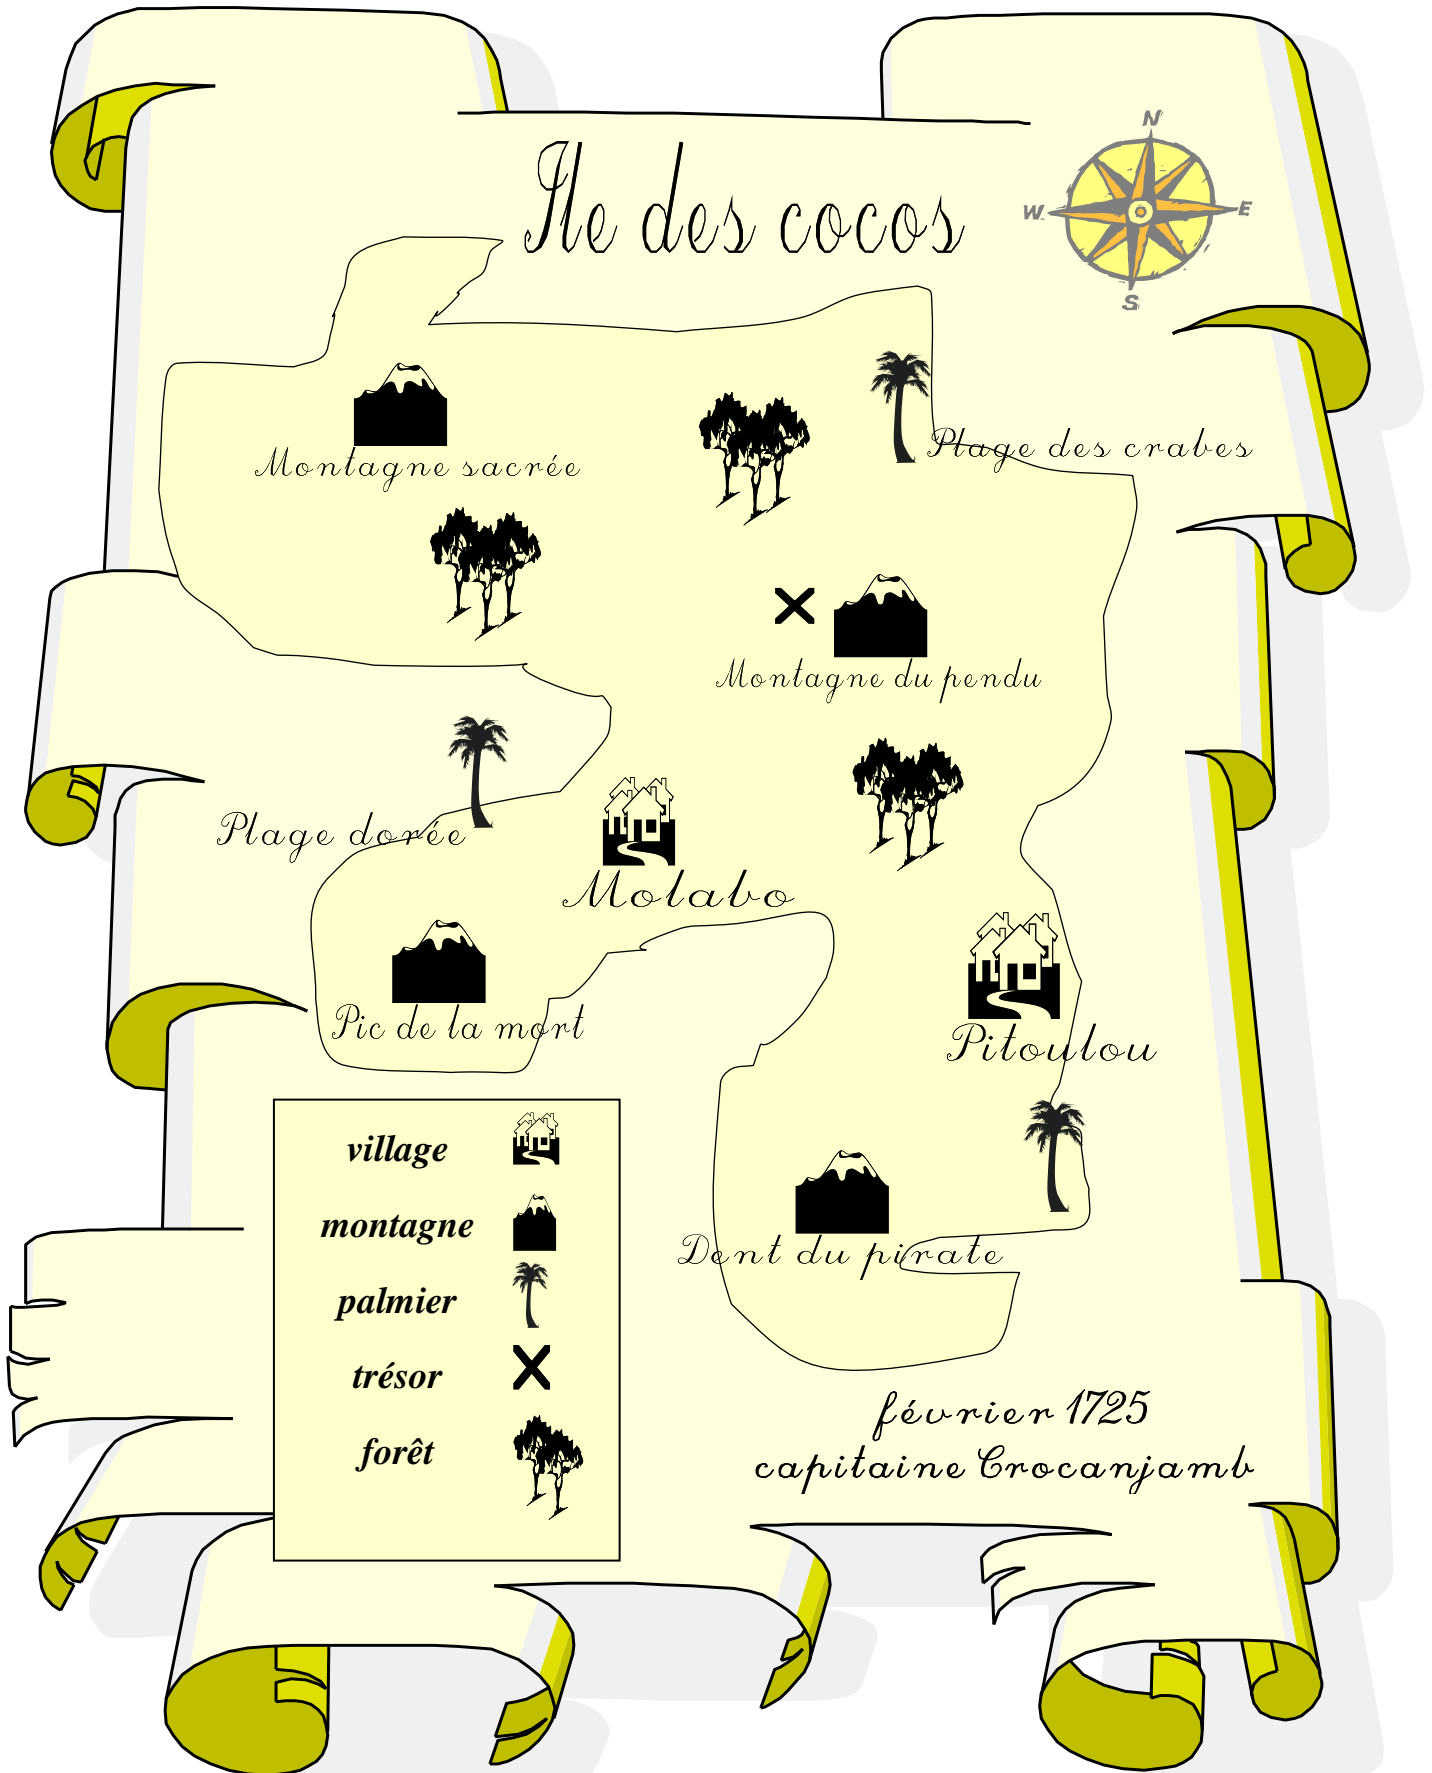 N
Ile des cocos
W
E
S
Plage des crabes
Montagne sacrée
Montagne du pendu
Plage dorée
Molabo
Pic de la mort
Pitoulou
village
montagne
Dent du pirate
palmier
trésor
forêt
février 1725
capitaine Crocanjamb